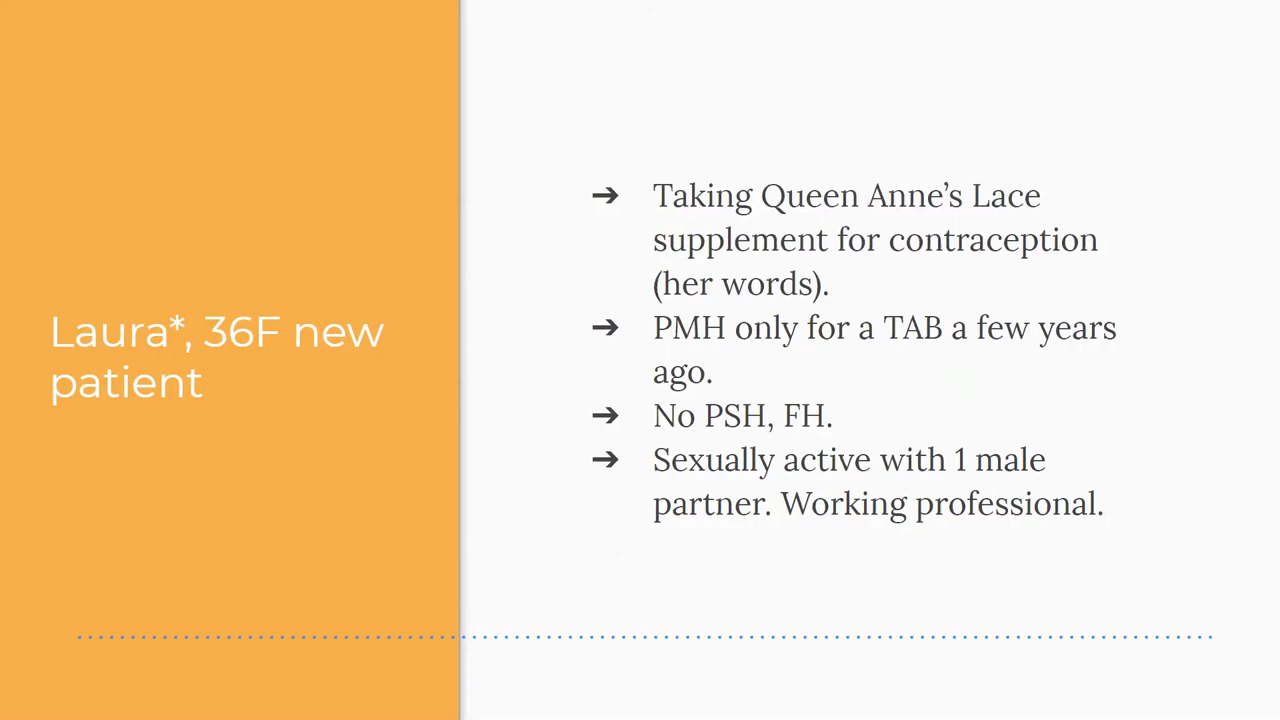 Laura*, 36F new
patient
➔ Taking Queen Anne’s Lace
supplement for contraception
(her words).
➔ PMH only for a TAB a few years
ago.
➔ No PSH, FH.
➔ Sexually active with 1 male
partner. Working professional.